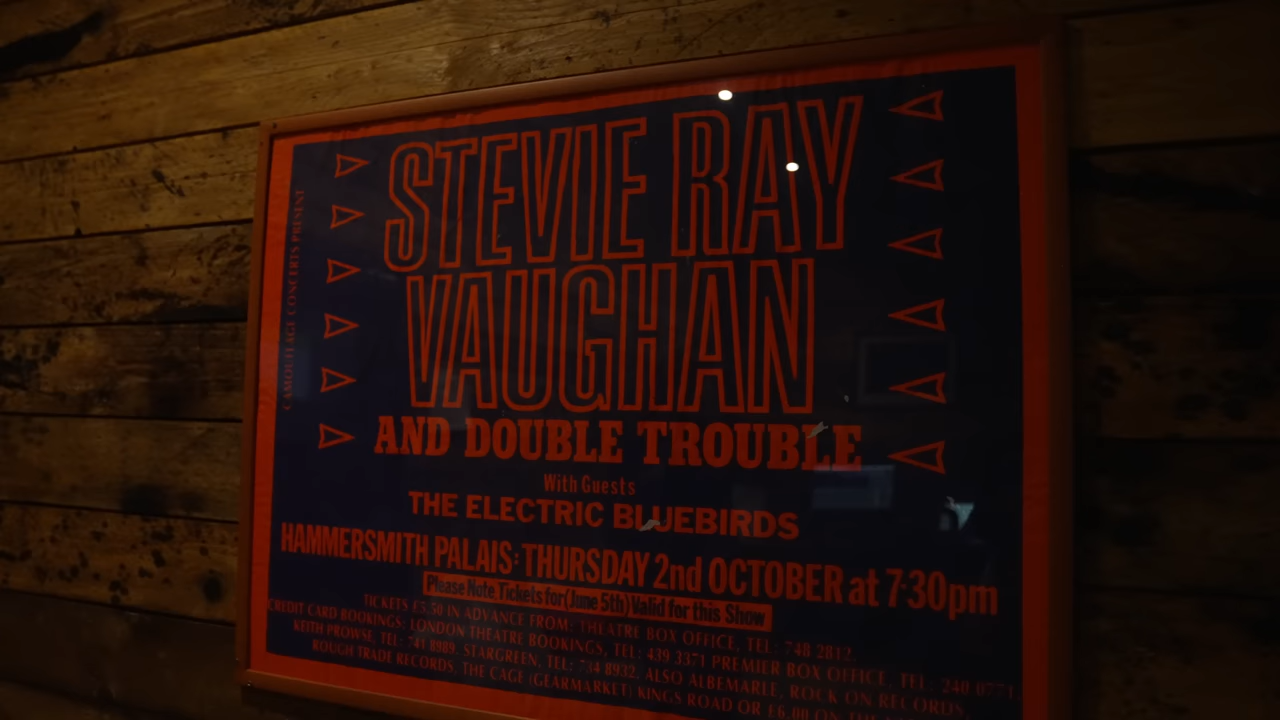 CAMOUFLAGE CONCERTS PRESENT
STEVIE RAY
VAUGHAN
AND DOUBLE TROUBLE
With Guests
THE ELECTRIC BLUEBIRDS
HAMMERSMITH PALAIS: THURSDAY 2nd OCTOBER at 7·30pm
Please Note Tickets for (June 5th) Valid for this Show
TICKETS £5.50 IN ADVANCE FROM: THEATRE BOX OFFICE, TEL: 748 2812.
CREDIT CARD BOOKINGS: LONDON THEATRE BOOKINGS, TEL: 439 3371 PREMIER BOX OFFICE, TEL: 240 0771.
KEITH PROWSE, TEL: 741 8989. STARGREEN, TEL: 734 8932. ALSO ALBEMARLE, ROCK ON RECORDS
ROUGH TRADE RECORDS, THE CAGE (GEARMARKET) KINGS ROAD OR £6.00 ON THE